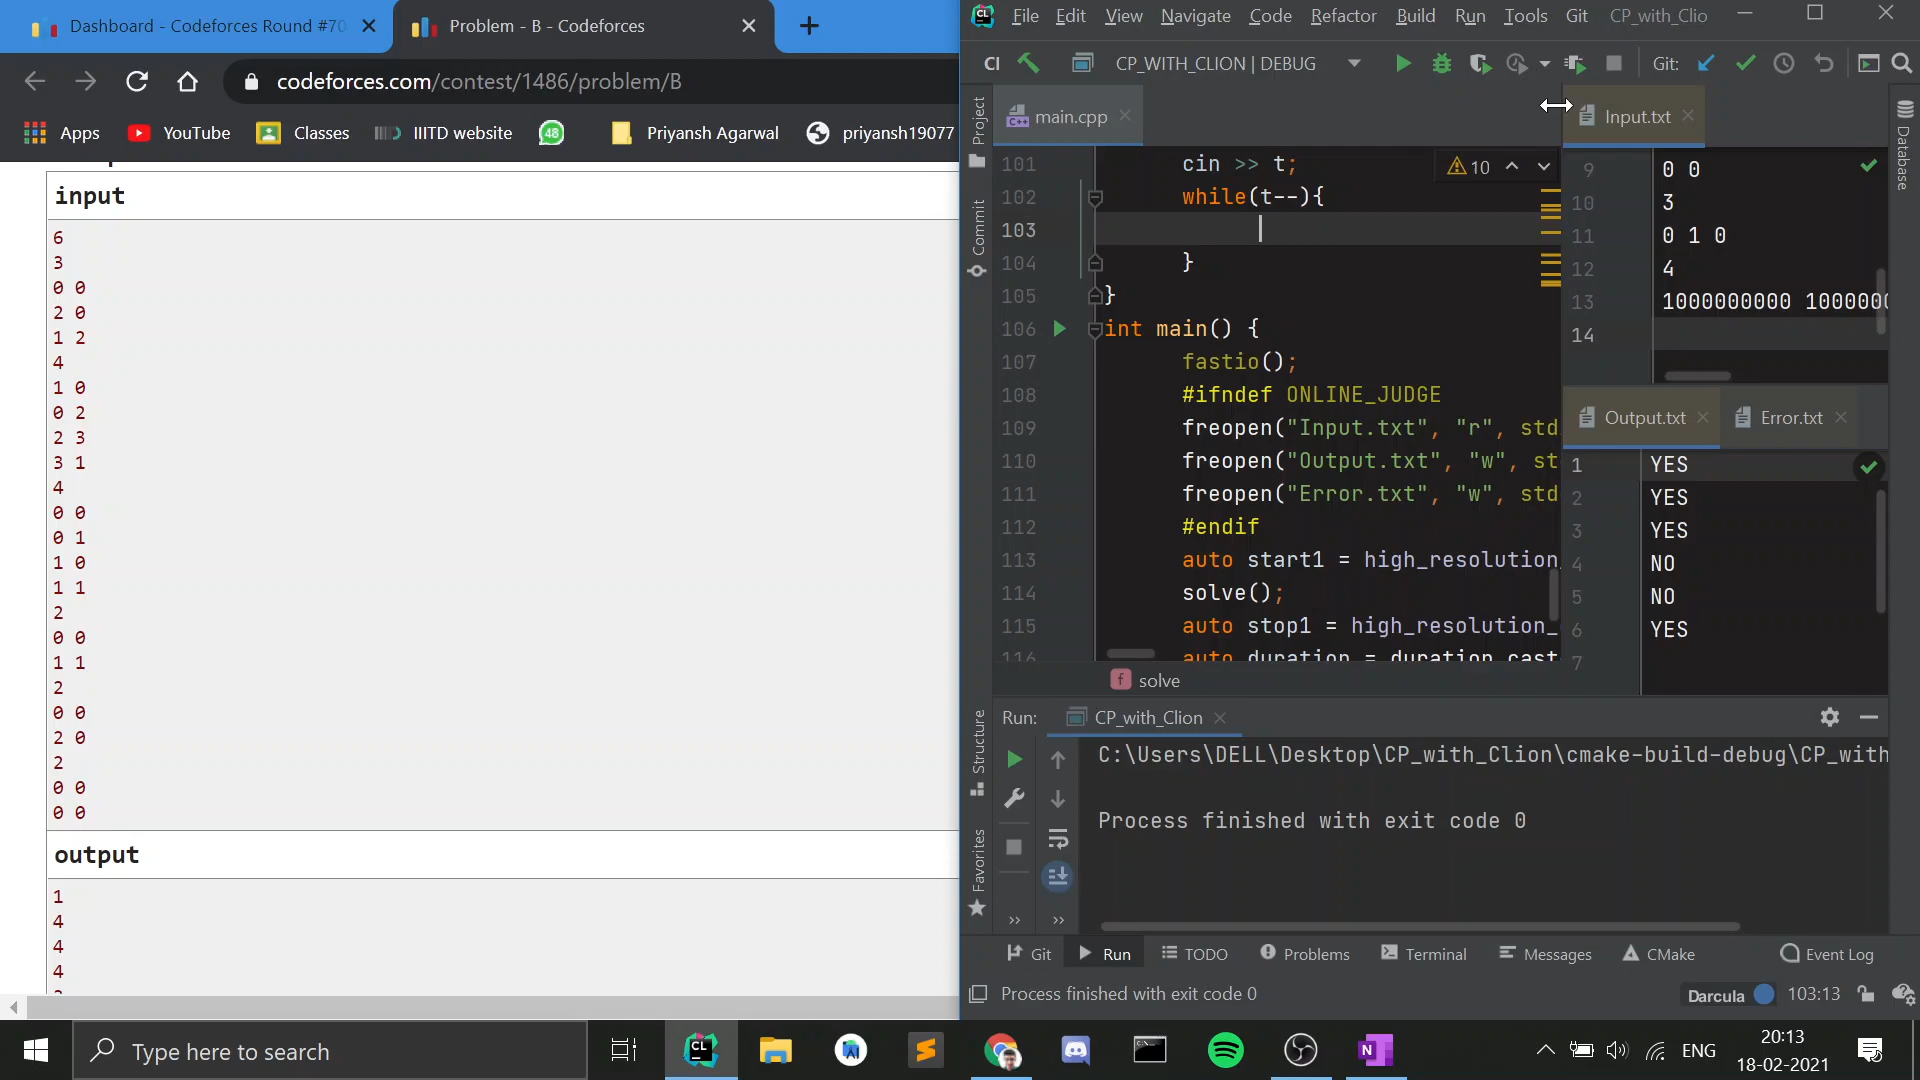 Dashboard - Codeforces Round #70
Problem - B - Codeforces
codeforces.com/contest/1486/problem/B
Apps
YouTube
Classes
IIITD website
48
Priyansh Agarwal
priyansh19077
input
6
3
0 0
2 0
1 2
4
1 0
0 2
2 3
3 1
4
0 0
0 1
1 0
1 1
2
0 0
1 1
2
0 0
2 0
2
0 0
0 0
output
1
4
4
4
CL
File Edit View Navigate Code Refactor Build Run Tools Git CP_with_Clio
Cl
CP_WITH_CLION | DEBUG
Git:
Project
Commit
Structure
Favorites
Database
main.cpp
10
101 cin >> t;
102 while(t--){
103
104 }
105 }
106 int main() {
107 fastio();
108 #ifndef ONLINE_JUDGE
109 freopen("Input.txt", "r", std
110 freopen("Output.txt", "w", st
111 freopen("Error.txt", "w", std
112 #endif
113 auto start1 = high_resolution_
114 solve();
115 auto stop1 = high_resolution_
116 auto duration = duration_cast
f solve
Input.txt
9 0 0
10 3
11 0 1 0
12 4
13 1000000000 1000000
14
Output.txt
Error.txt
1 YES
2 YES
3 YES
4 NO
5 NO
6 YES
7
Run:
CP_with_Clion
C:\Users\DELL\Desktop\CP_with_Clion\cmake-build-debug\CP_with
Process finished with exit code 0
Git
Run
TODO
Problems
Terminal
Messages
CMake
Event Log
Process finished with exit code 0
Darcula
103:13
Type here to search
CL
ENG
20:13
18-02-2021